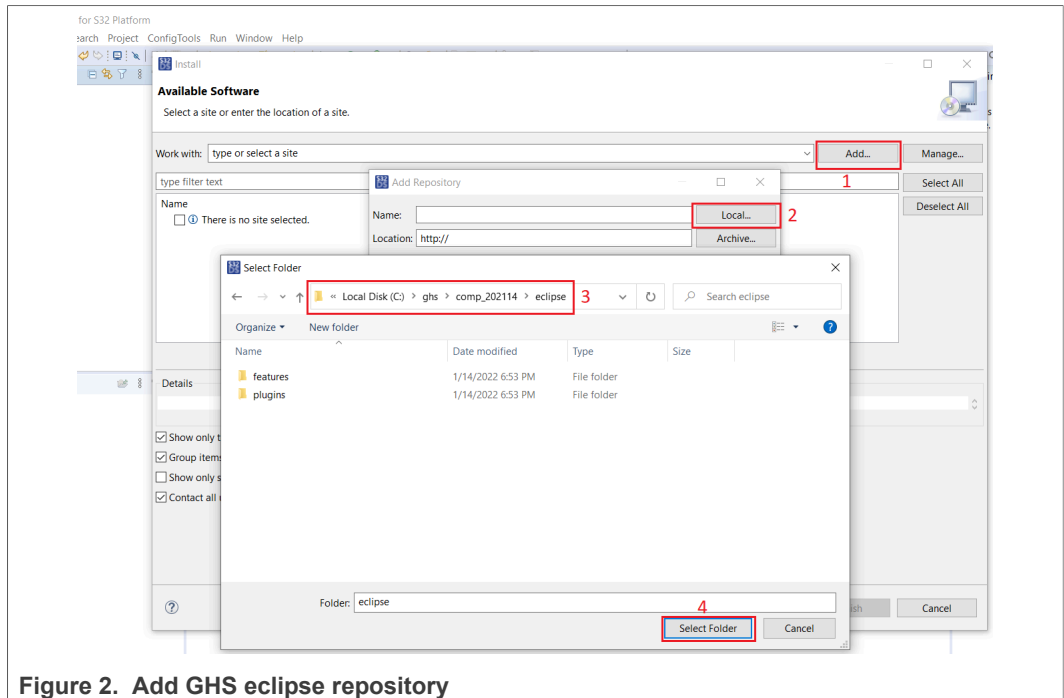 for S32 Platform
earch Project ConfigTools Run Window Help
Install
Available Software
Select a site or enter the location of a site.
Work with: type or select a site Add... Manage...
1
type filter text Select All
Name Deselect All
There is no site selected.
Add Repository
Name: Local... 2
Location: http:// Archive...
Select Folder
« Local Disk (C:) > ghs > comp_202114 > eclipse 3 Search eclipse
Organize New folder
Name Date modified Type Size
features 1/14/2022 6:53 PM File folder
plugins 1/14/2022 6:53 PM File folder
Details
Show only t
Group items
Show only s
Contact all u
Folder: eclipse
4
Select Folder Cancel
ish Cancel
Figure 2. Add GHS eclipse repository